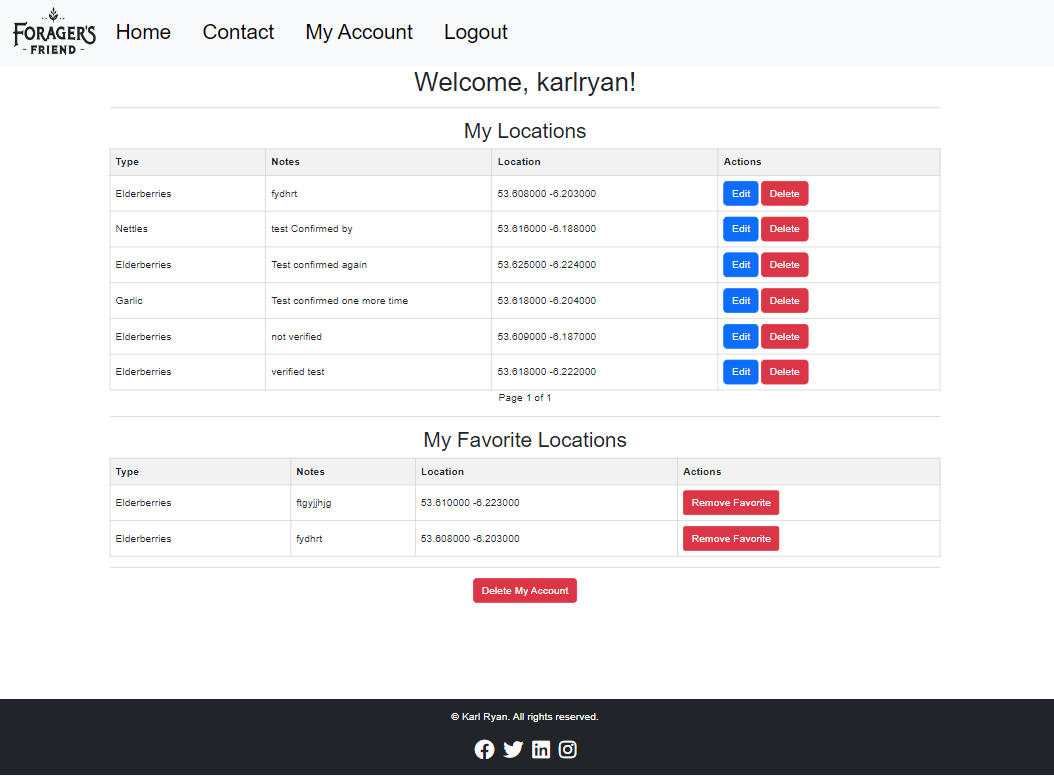 FORAGER'S
- FRIEND -
Home Contact My Account Logout
Welcome, karlryan!
My Locations
Type Notes Location Actions
Elderberries fydhrt 53.608000 -6.203000 Edit Delete
Nettles test Confirmed by 53.616000 -6.188000 Edit Delete
Elderberries Test confirmed again 53.625000 -6.224000 Edit Delete
Garlic Test confirmed one more time 53.618000 -6.204000 Edit Delete
Elderberries not verified 53.609000 -6.187000 Edit Delete
Elderberries verified test 53.618000 -6.222000 Edit Delete
Page 1 of 1
My Favorite Locations
Type Notes Location Actions
Elderberries ftgyjjhjg 53.610000 -6.223000 Remove Favorite
Elderberries fydhrt 53.608000 -6.203000 Remove Favorite
Delete My Account
© Karl Ryan. All rights reserved.